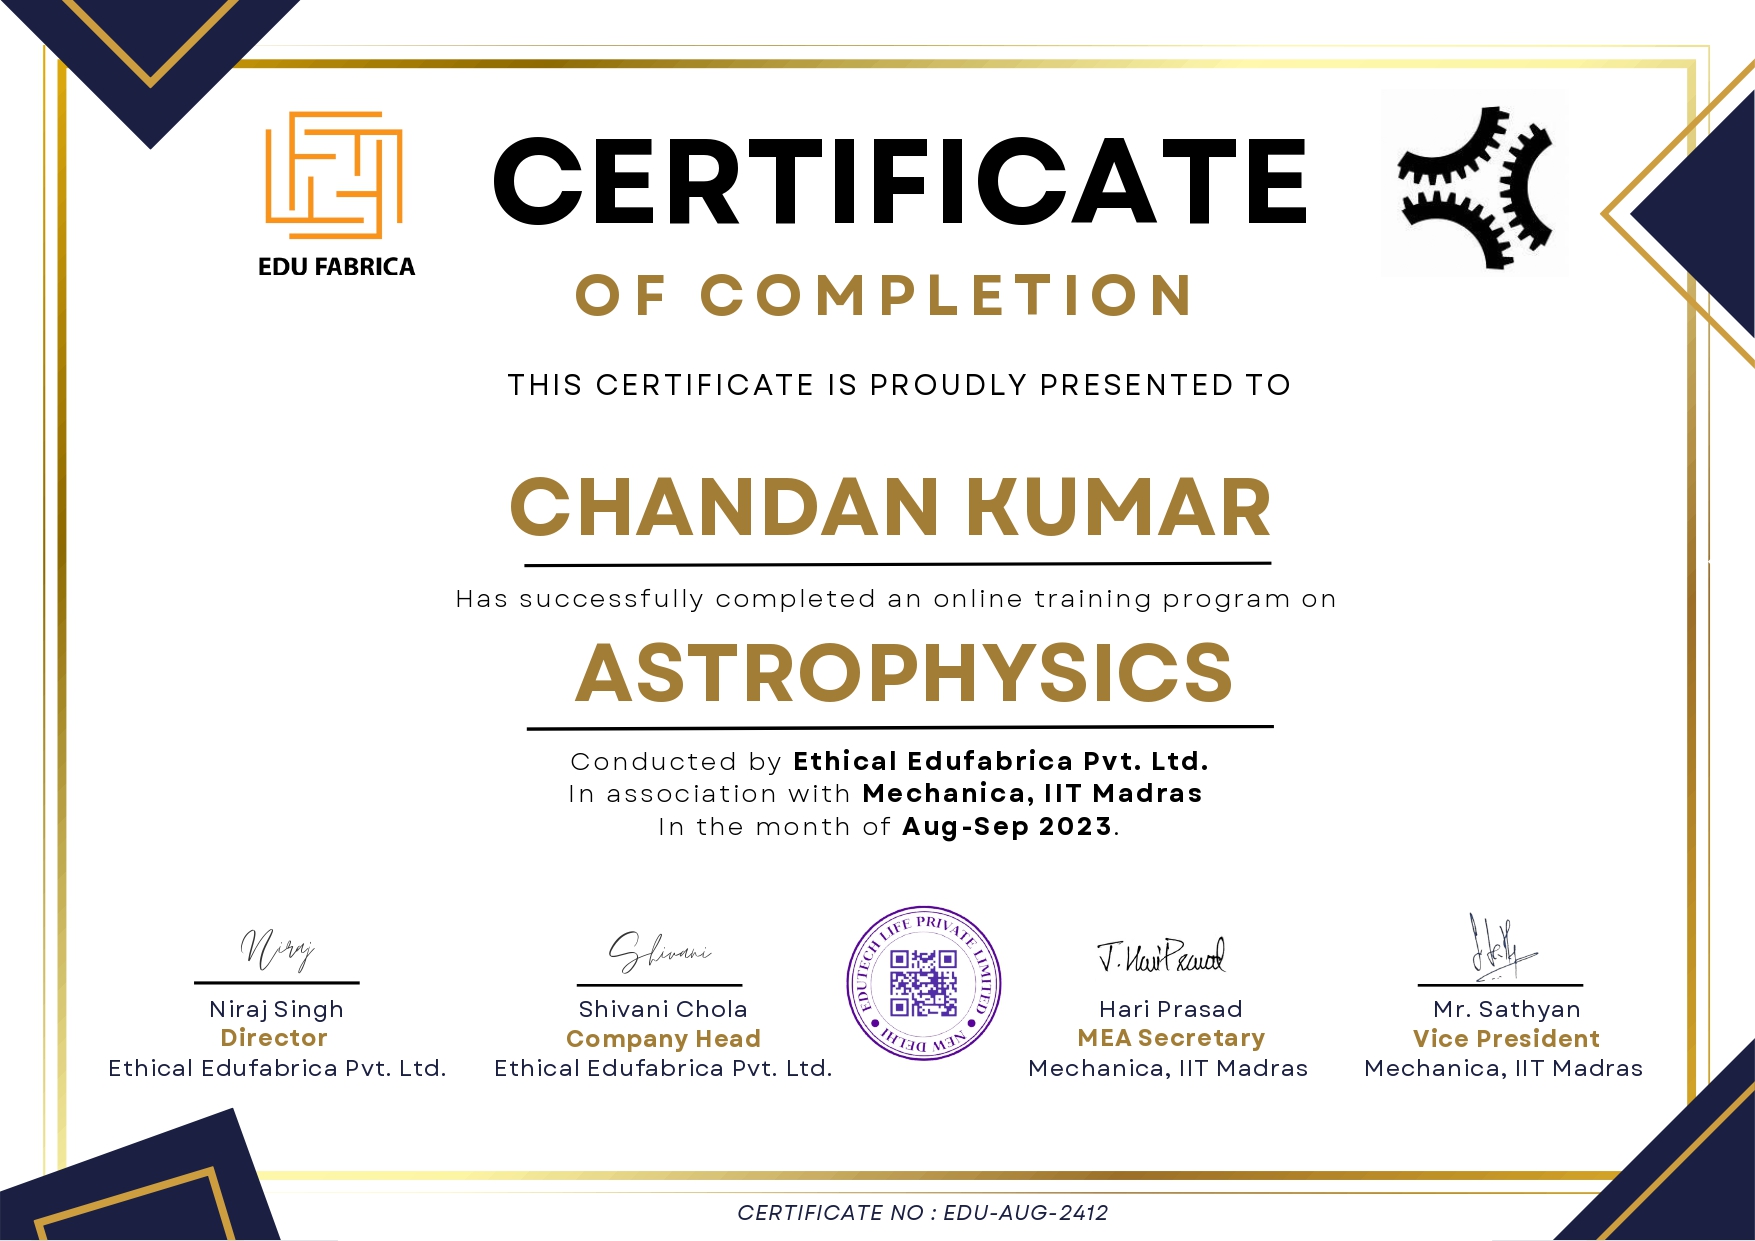 EDU FABRICA
CERTIFICATE
OF COMPLETION
THIS CERTIFICATE IS PROUDLY PRESENTED TO
CHANDAN KUMAR
Has successfully completed an online training program on
ASTROPHYSICS
Conducted by Ethical Edufabrica Pvt. Ltd.
In association with Mechanica, IIT Madras
In the month of Aug-Sep 2023.
Niraj
Niraj Singh
Director
Ethical Edufabrica Pvt. Ltd.
Shivani
Shivani Chola
Company Head
Ethical Edufabrica Pvt. Ltd.
EDUTECH LIFE PRIVATE LIMITED
NEW DELHI
J. Hari Prasad
Hari Prasad
MEA Secretary
Mechanica, IIT Madras
Mr. Sathyan
Vice President
Mechanica, IIT Madras
CERTIFICATE NO : EDU-AUG-2412